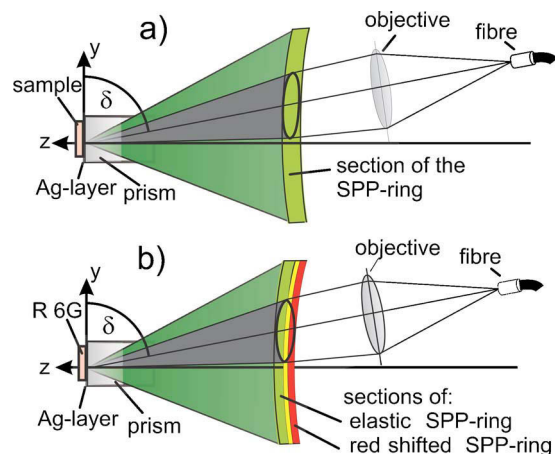 a)
y
objective
fibre
sample
δ
z
Ag-layer
prism
section of the
SPP-ring
b)
y
objective
fibre
R 6G
δ
z
Ag-layer
prism
sections of:
elastic SPP-ring
red shifted SPP-ring